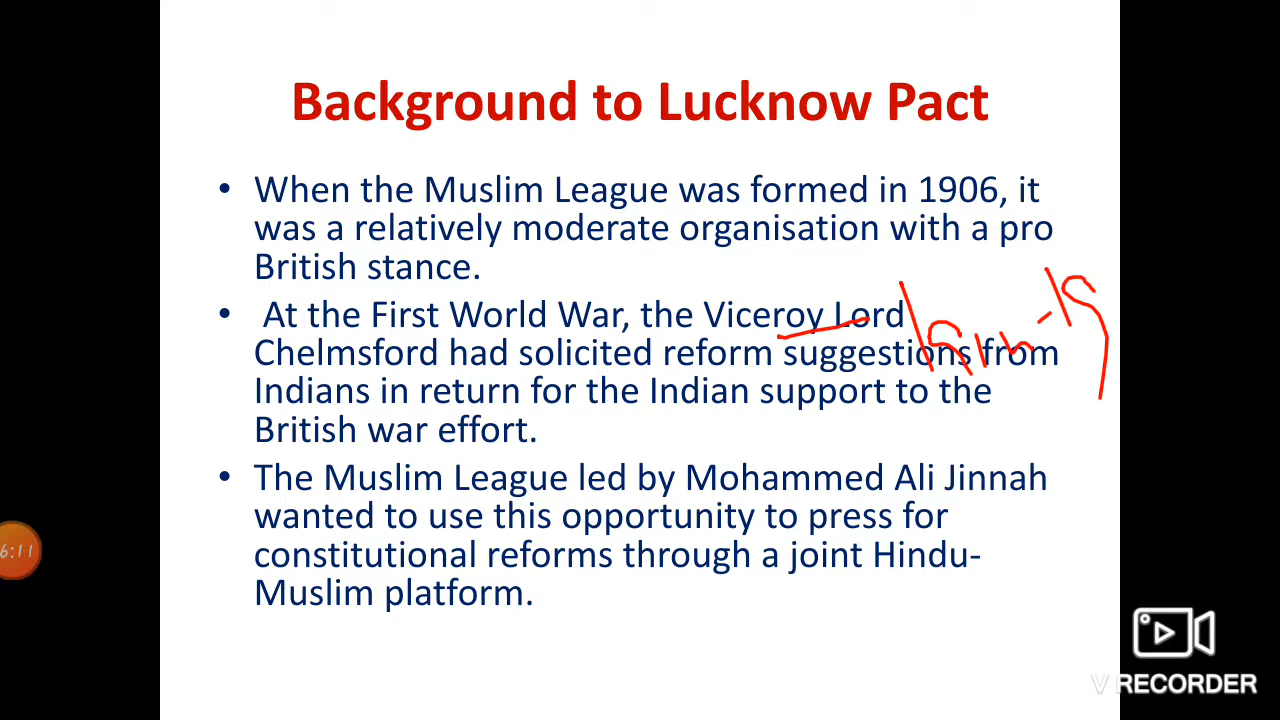 Background to Lucknow Pact
• When the Muslim League was formed in 1906, it
was a relatively moderate organisation with a pro
British stance.
• At the First World War, the Viceroy Lord
Chelmsford had solicited reform suggestions from
Indians in return for the Indian support to the
British war effort.
• The Muslim League led by Mohammed Ali Jinnah
wanted to use this opportunity to press for
constitutional reforms through a joint Hindu-
Muslim platform.
6:11
V RECORDER